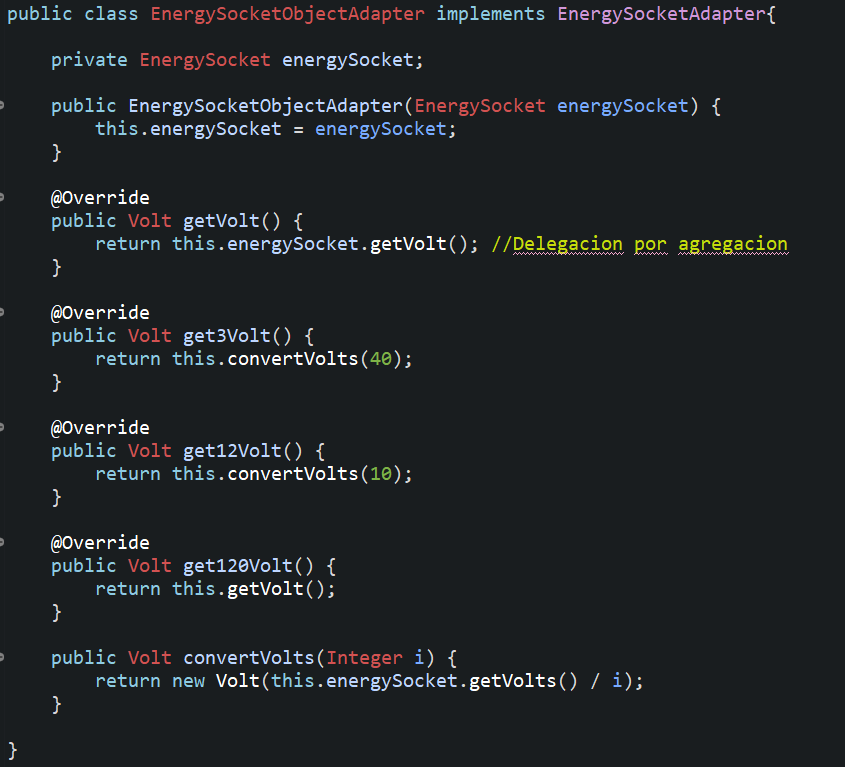 public class EnergySocketObjectAdapter implements EnergySocketAdapter{
private EnergySocket energySocket;
public EnergySocketObjectAdapter(EnergySocket energySocket) {
this.energySocket = energySocket;
}
@Override
public Volt getVolt() {
return this.energySocket.getVolt(); //Delegacion por agregacion
}
@Override
public Volt get3Volt() {
return this.convertVolts(40);
}
@Override
public Volt get12Volt() {
return this.convertVolts(10);
}
@Override
public Volt get120Volt() {
return this.getVolt();
}
public Volt convertVolts(Integer i) {
return new Volt(this.energySocket.getVolts() / i);
}
}